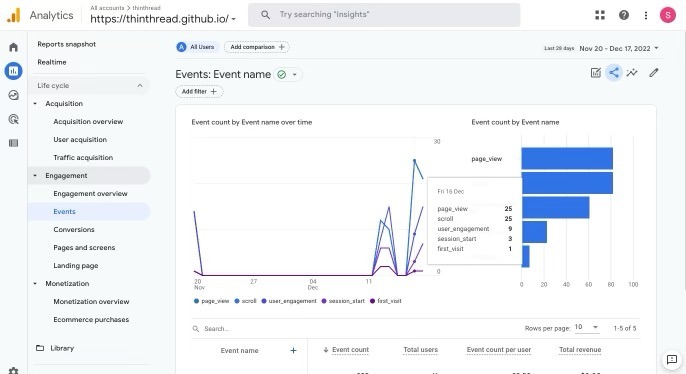 Analytics
All accounts > thinthread
https://thinthread.github.io/
Try searching "Insights"
S
Reports snapshot
Realtime
Life cycle
Acquisition
Acquisition overview
User acquisition
Traffic acquisition
Engagement
Engagement overview
Events
Conversions
Pages and screens
Landing page
Monetization
Monetization overview
Ecommerce purchases
Library
A All Users
Add comparison +
Last 28 days Nov 20 - Dec 17, 2022
Events: Event name
Add filter +
Event count by Event name over time
30
0
20 Nov 27 04 Dec 11
page_view scroll user_engagement session_start first_visit
Fri 16 Dec
page_view 25
scroll 25
user_engagement 9
session_start 3
first_visit 1
Event count by Event name
page_view
0 20 40 60 80 100
Search...
Rows per page: 10 1-5 of 5
Event name + ↓ Event count Total users Event count per user Total revenue